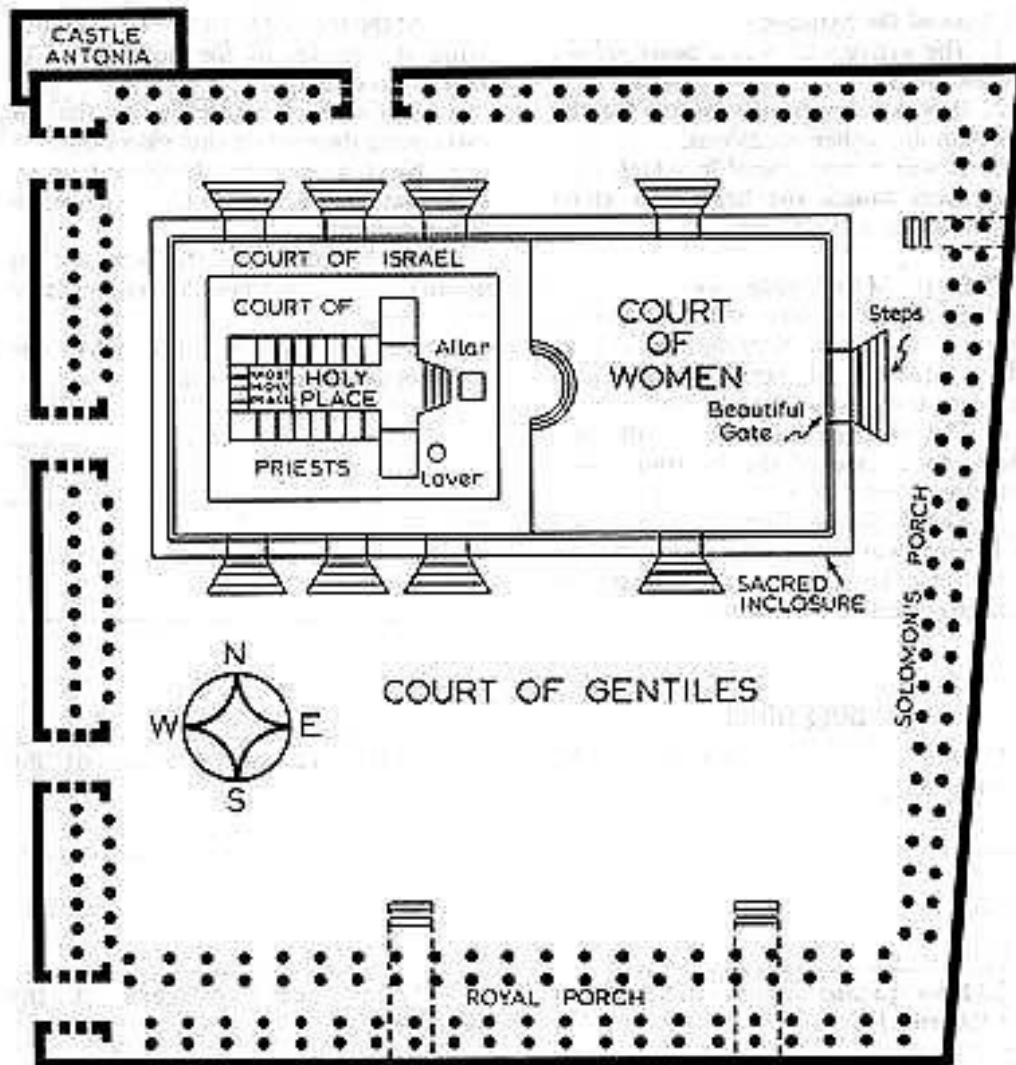 CASTLE
ANTONIA
COURT OF ISRAEL
COURT OF
HOLY
PLACE
PRIESTS
Altar
Laver
COURT
OF
WOMEN
Beautiful
Gate
Steps
SACRED
INCLOSURE
SOLOMON'S PORCH
N
W E
S
COURT OF GENTILES
ROYAL PORCH